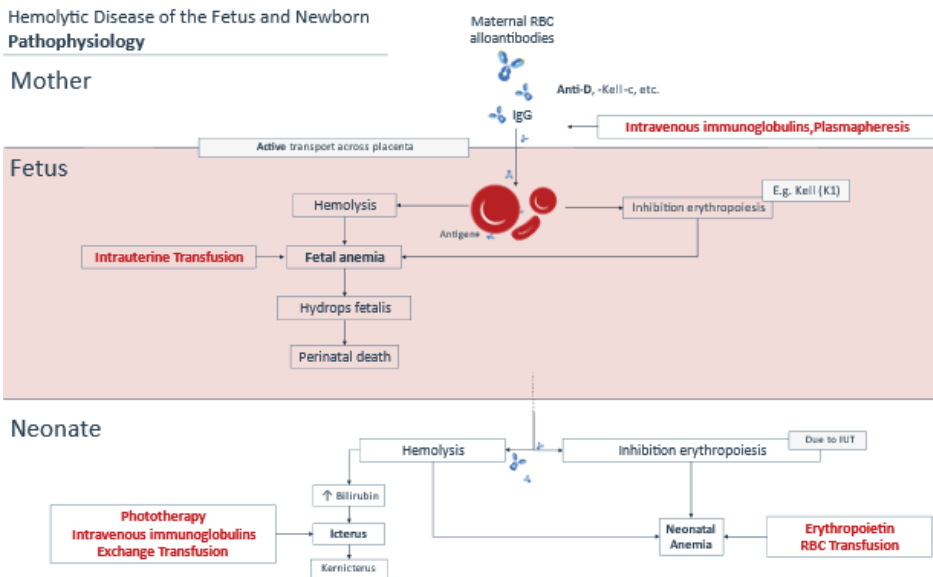 Hemolytic Disease of the Fetus and Newborn
Pathophysiology
Maternal RBC
alloantibodies
Mother
Anti-D, -Kell-c, etc.
IgG
Intravenous immunoglobulins,Plasmapheresis
Active transport across placenta
Fetus
E.g. Kell (K1)
Hemolysis
Inhibition erythropoiesis
Antigens
Intrauterine Transfusion
Fetal anemia
Hydrops fetalis
Perinatal death
Neonate
Due to IUT
Hemolysis
Inhibition erythropoiesis
↑ Bilirubin
Phototherapy
Intravenous immunoglobulins
Exchange Transfusion
Icterus
Neonatal
Anemia
Erythropoietin
RBC Transfusion
Kernicterus